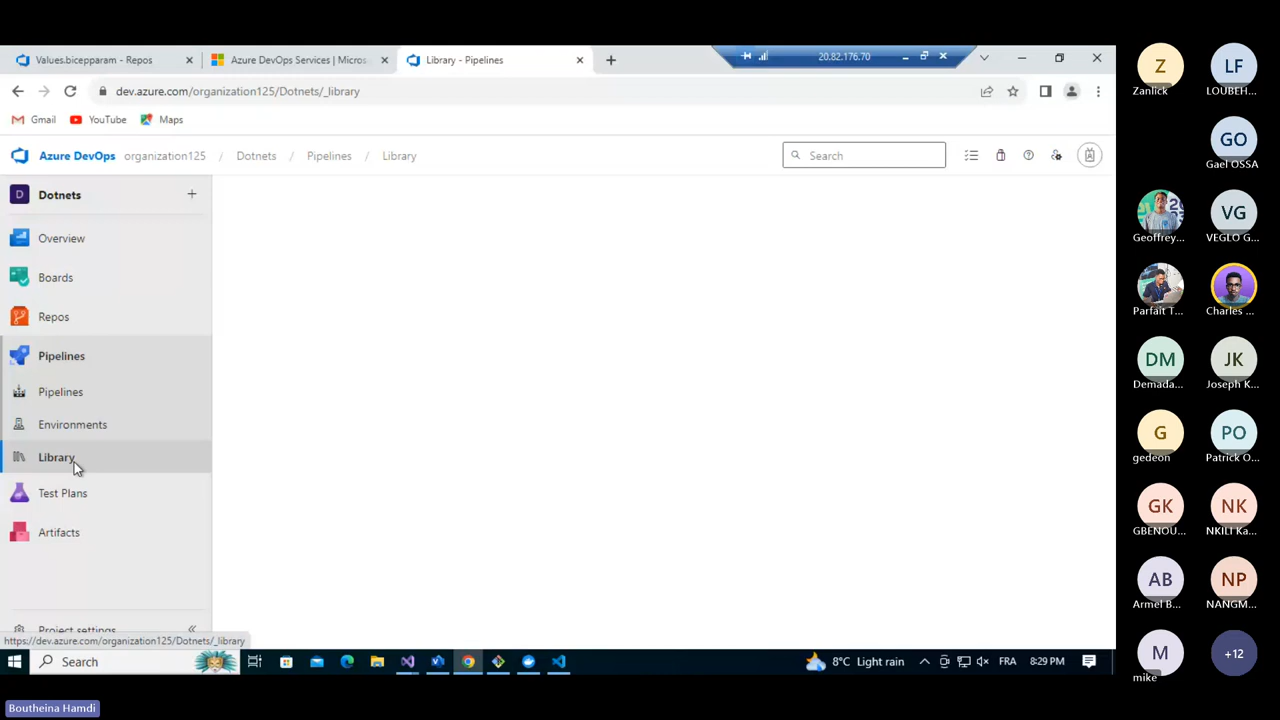 Values.bicepparam - Repos
Azure DevOps Services | Micros
Library - Pipelines
20.82.176.70
dev.azure.com/organization125/Dotnets/_library
Gmail
YouTube
Maps
Azure DevOps organization125 / Dotnets / Pipelines / Library
Search
D Dotnets
Overview
Boards
Repos
Pipelines
Pipelines
Environments
Library
Test Plans
Artifacts
Project settings
https://dev.azure.com/organization125/Dotnets/_library
Search
8°C Light rain
FRA
8:29 PM
Boutheina Hamdi
Z
Zanlick
LF
LOUBEH...
GO
Gael OSSA
Geoffrey...
VG
VEGLO G...
Parfait T...
Charles ...
DM
Demada...
JK
Joseph K...
G
gedeon
PO
Patrick O...
GK
GBENOU...
NK
NKILI Ka...
AB
Armel B...
NP
NANGM...
M
mike
+12